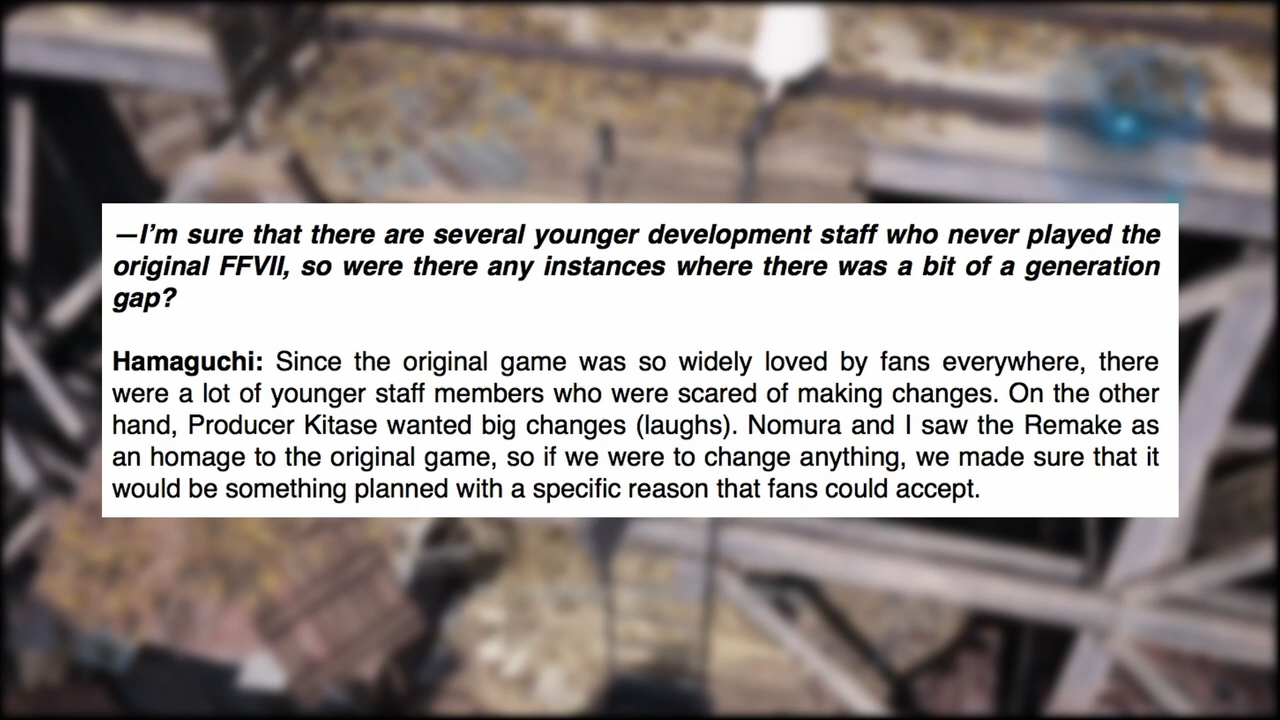 —I’m sure that there are several younger development staff who never played the
original FFVII, so were there any instances where there was a bit of a generation
gap?
Hamaguchi: Since the original game was so widely loved by fans everywhere, there
were a lot of younger staff members who were scared of making changes. On the other
hand, Producer Kitase wanted big changes (laughs). Nomura and I saw the Remake as
an homage to the original game, so if we were to change anything, we made sure that it
would be something planned with a specific reason that fans could accept.